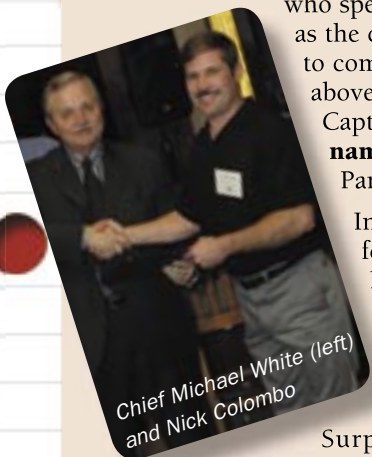 who spe
as the
to com
above
Capt
nam
Par
In
Chief Michael White (left)
and Nick Colombo
Surp